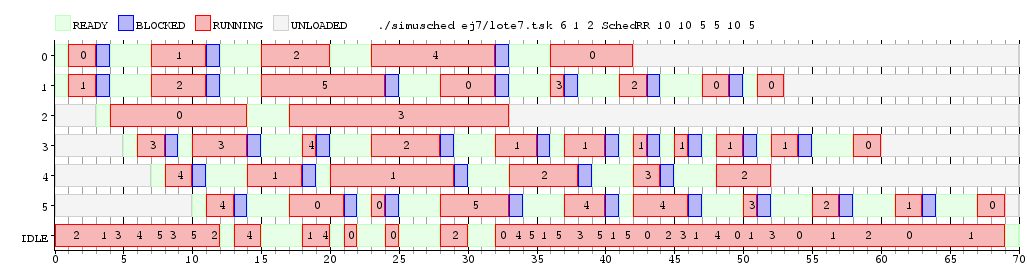 READY BLOCKED RUNNING UNLOADED ./simusched ej7/lote7.tsk 6 1 2 SchedRR 10 10 5 5 10 5
0 0 1 2 4 0
1 1 2 5 0 3 2 0 0
2 0 3
3 3 3 4 2 1 1 1 1 1 1 0
4 4 1 1 2 3 2
5 4 0 0 5 4 4 3 2 1 0
IDLE 2 1 3 4 5 3 5 2 4 1 4 0 0 2 0 4 5 1 5 3 5 1 5 0 2 3 1 4 0 1 3 0 1 2 0 1
0 5 10 15 20 25 30 35 40 45 50 55 60 65 70